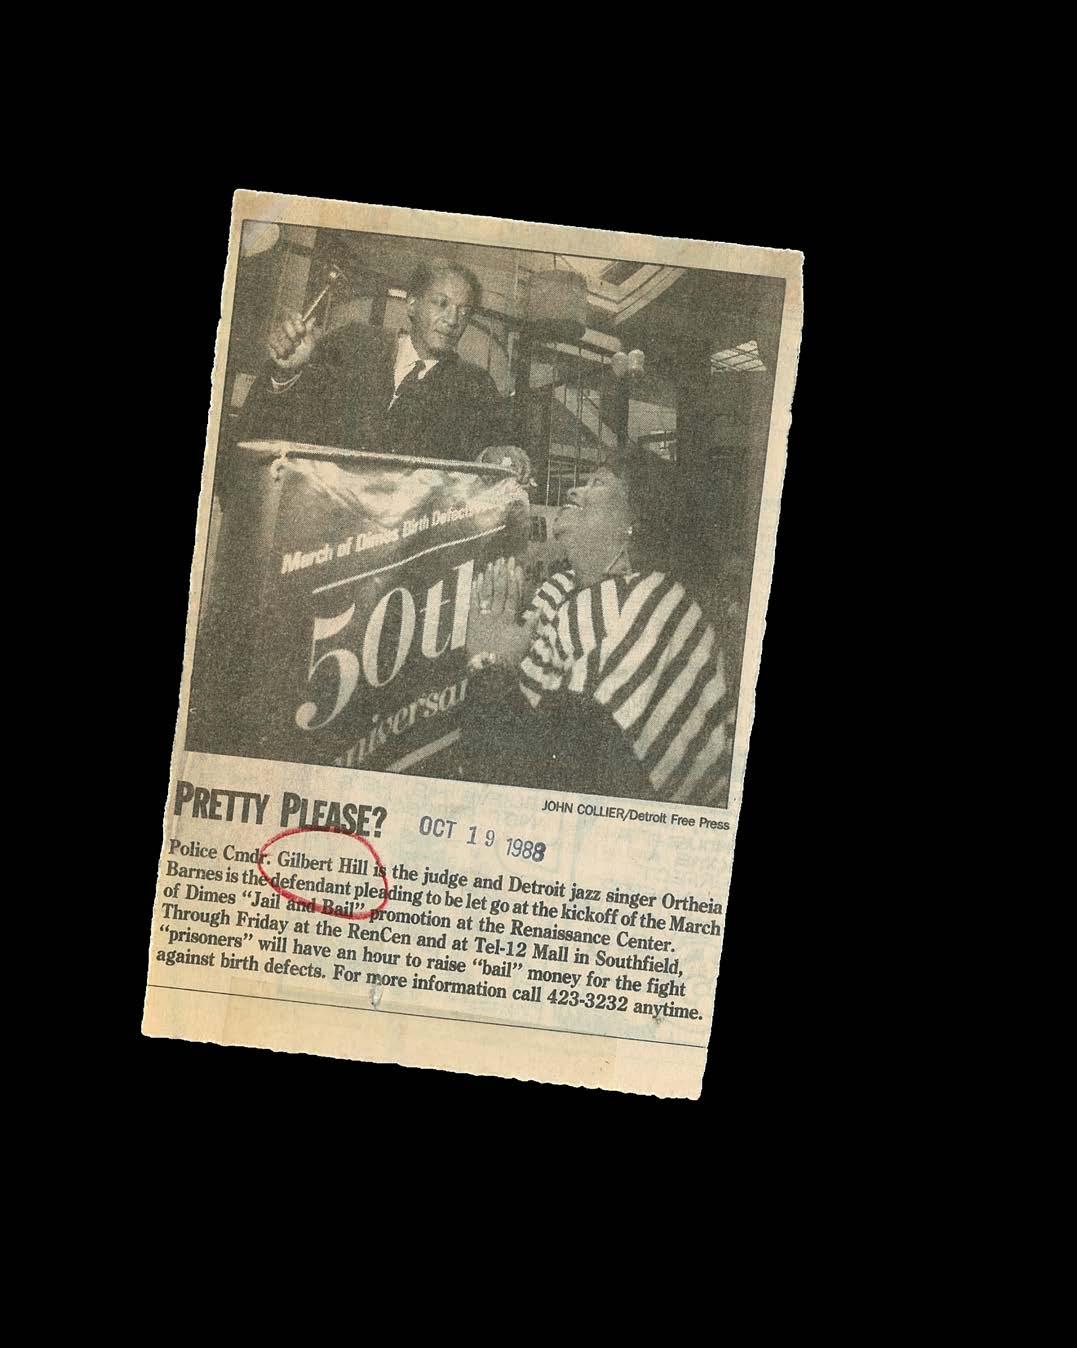 March of Dimes Birth Defects
50th
anniversar
JOHN COLLIER/Detroit Free Press
PRETTY PLEASE?
OCT 19 1988
Police Cmdr. Gilbert Hill is the judge and Detroit jazz singer Ortheia
Barnes is the defendant pleading to be let go at the kickoff of the March
of Dimes “Jail and Bail” promotion at the Renaissance Center.
Through Friday at the RenCen and at Tel-12 Mall in Southfield,
“prisoners” will have an hour to raise “bail” money for the fight
against birth defects. For more information call 423-3232 anytime.